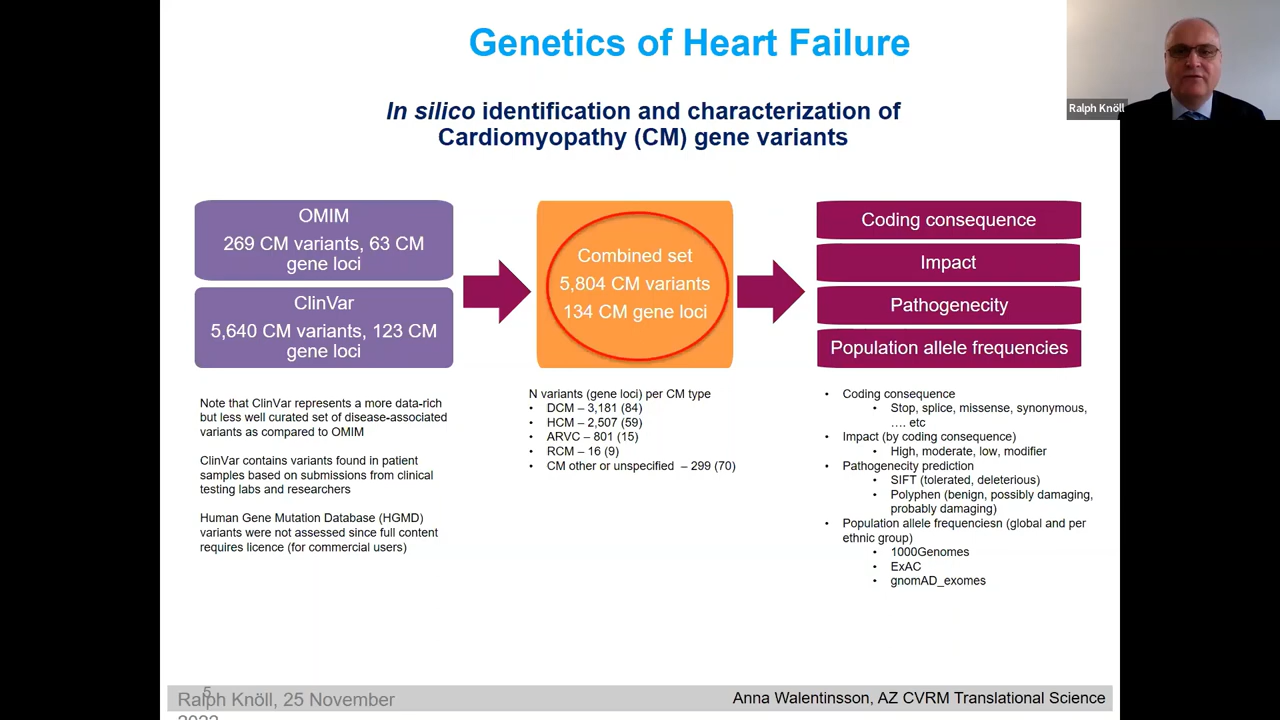 Genetics of Heart Failure
Ralph Knöll
In silico identification and characterization of
Cardiomyopathy (CM) gene variants
OMIM
269 CM variants, 63 CM
gene loci
ClinVar
5,640 CM variants, 123 CM
gene loci
Combined set
5,804 CM variants
134 CM gene loci
Coding consequence
Impact
Pathogenecity
Population allele frequencies
Note that ClinVar represents a more data-rich
but less well curated set of disease-associated
variants as compared to OMIM
ClinVar contains variants found in patient
samples based on submissions from clinical
testing labs and researchers
Human Gene Mutation Database (HGMD)
variants were not assessed since full content
requires licence (for commercial users)
N variants (gene loci) per CM type
• DCM – 3,181 (84)
• HCM – 2,507 (59)
• ARVC – 801 (15)
• RCM – 16 (9)
• CM other or unspecified – 299 (70)
• Coding consequence
• Stop, splice, missense, synonymous,
…. etc
• Impact (by coding consequence)
• High, moderate, low, modifier
• Pathogenecity prediction
• SIFT (tolerated, deleterious)
• Polyphen (benign, possibly damaging,
probably damaging)
• Population allele frequenciesn (global and per
ethnic group)
• 1000Genomes
• ExAC
• gnomAD_exomes
5
Ralph Knöll, 25 November
Anna Walentinsson, AZ CVRM Translational Science